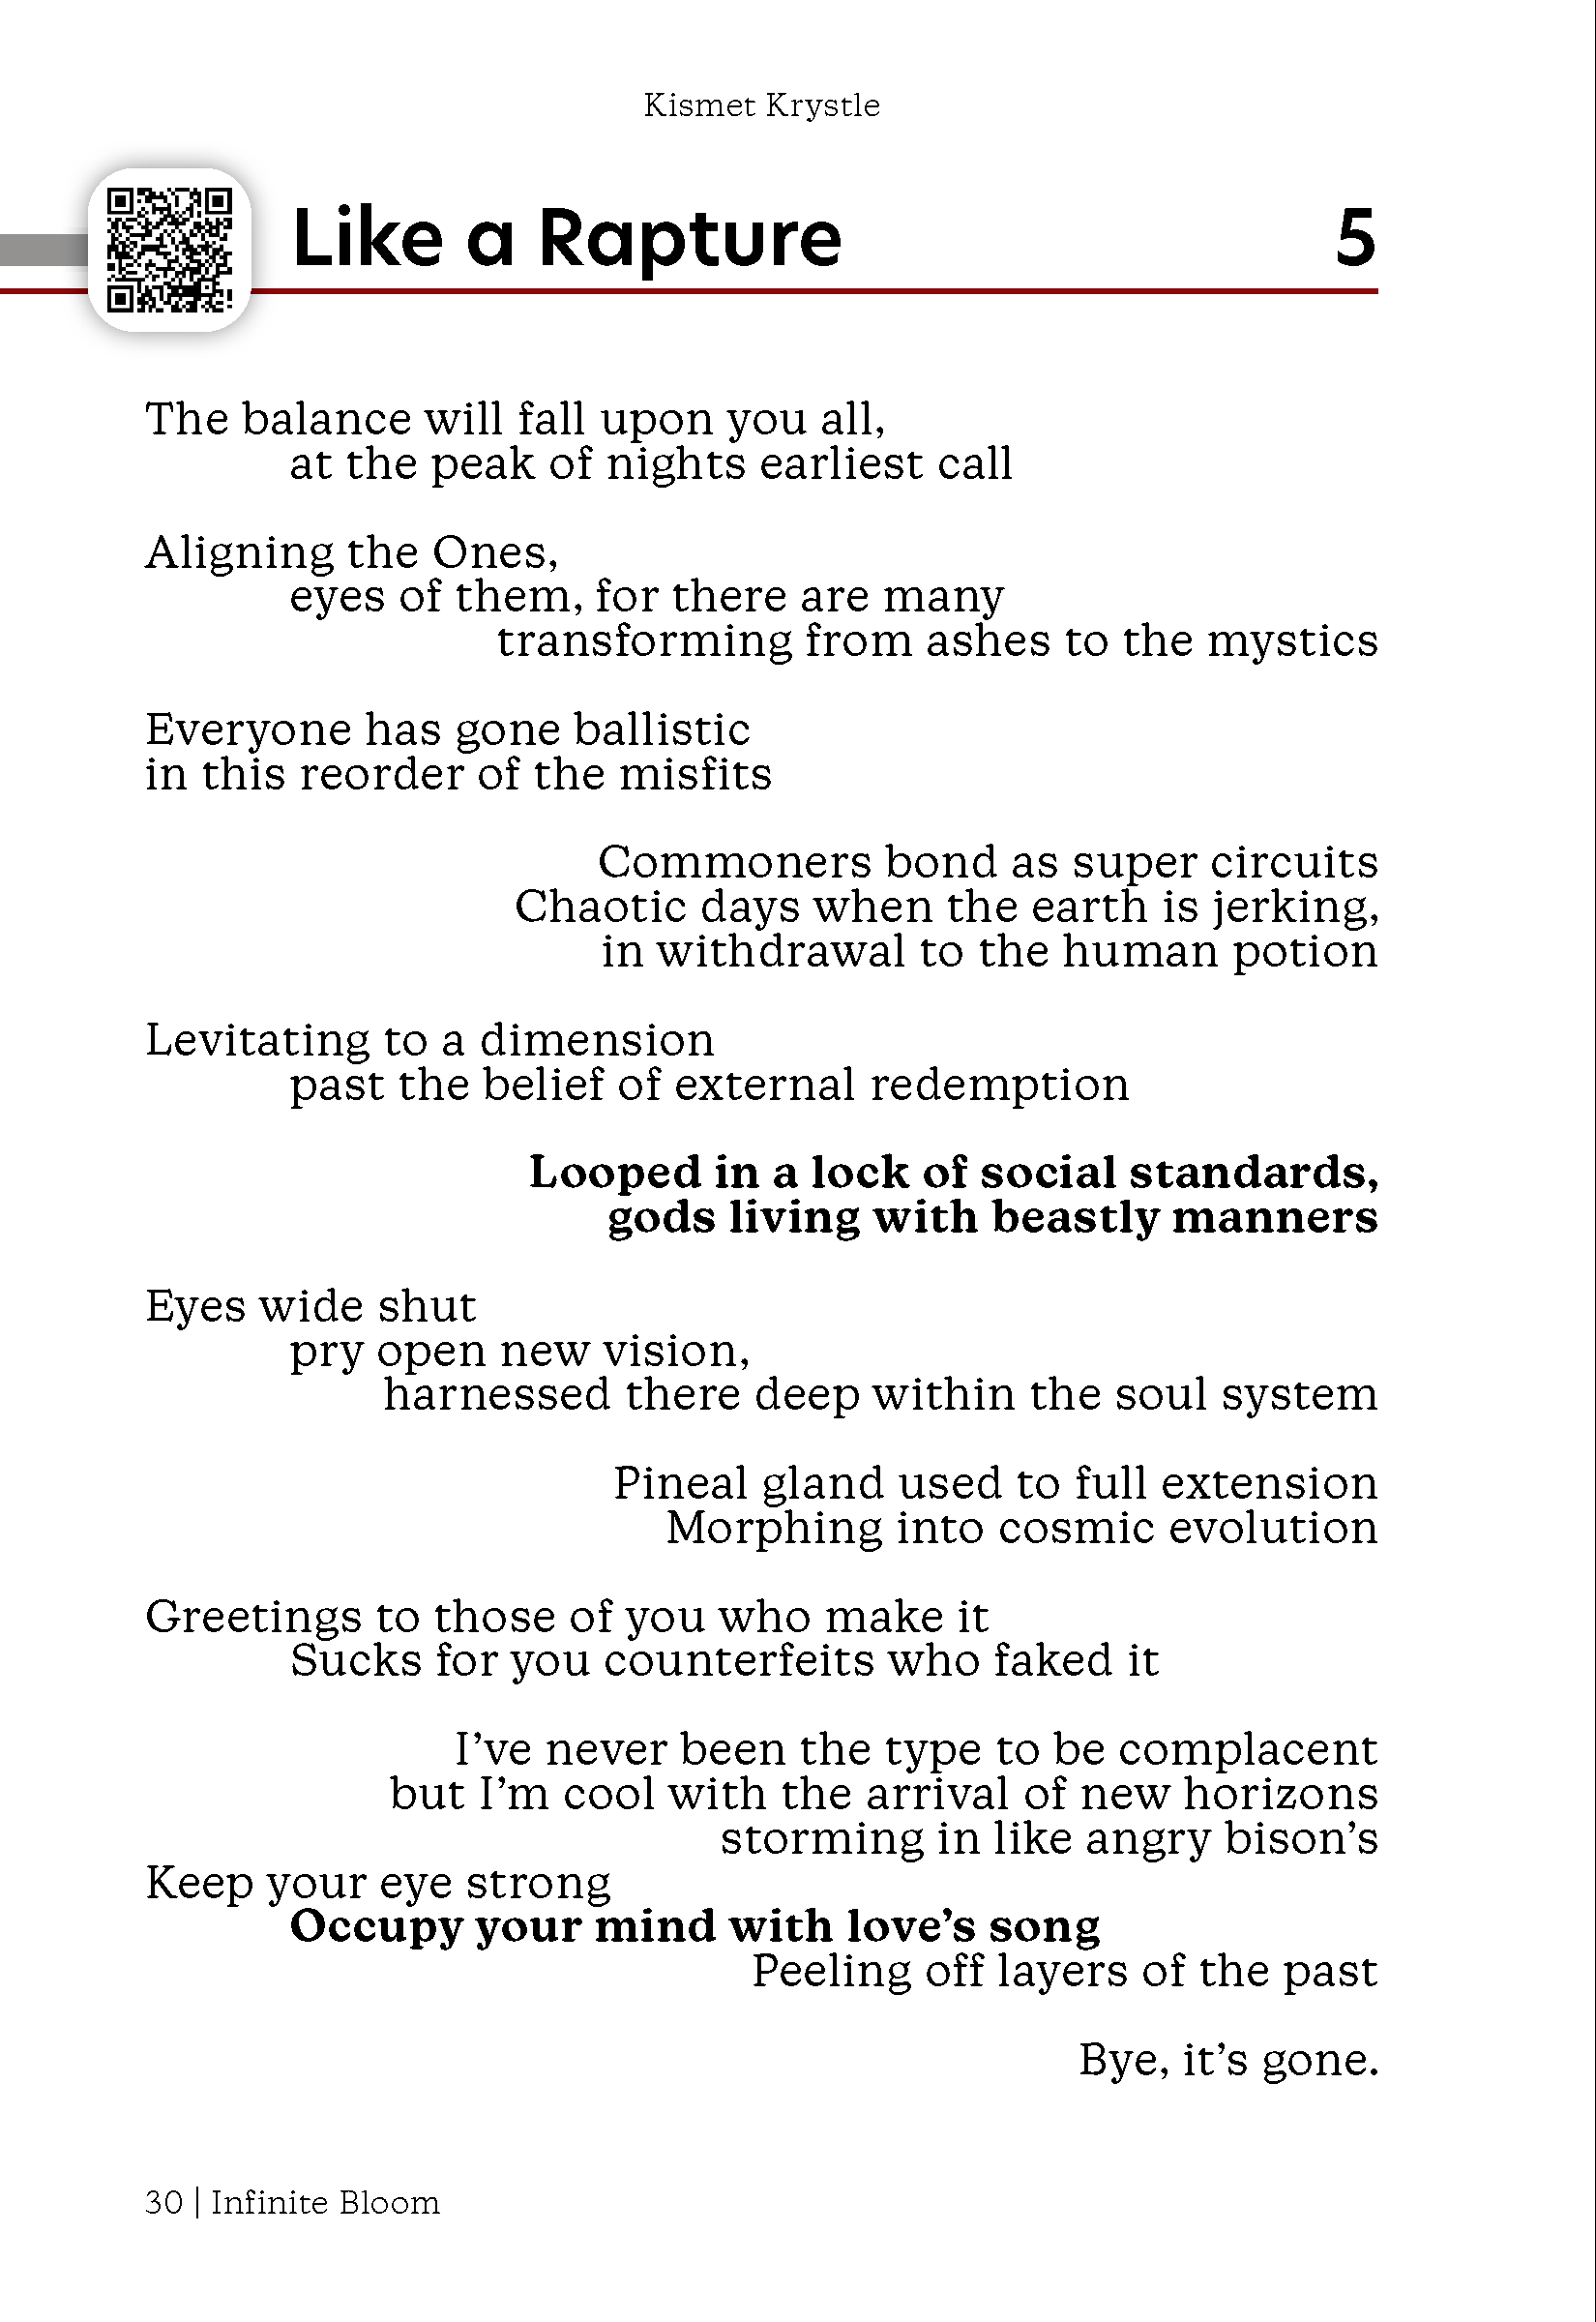 Kismet Krystle
Like a Rapture 5
The balance will fall upon you all,
at the peak of nights earliest call
Aligning the Ones,
eyes of them, for there are many
transforming from ashes to the mystics
Everyone has gone ballistic
in this reorder of the misfits
Commoners bond as super circuits
Chaotic days when the earth is jerking,
in withdrawal to the human potion
Levitating to a dimension
past the belief of external redemption
Looped in a lock of social standards,
gods living with beastly manners
Eyes wide shut
pry open new vision,
harnessed there deep within the soul system
Pineal gland used to full extension
Morphing into cosmic evolution
Greetings to those of you who make it
Sucks for you counterfeits who faked it
I've never been the type to be complacent
but I'm cool with the arrival of new horizons
storming in like angry bison's
Keep your eye strong
Occupy your mind with love's song
Peeling off layers of the past
Bye, it's gone.
30 | Infinite Bloom